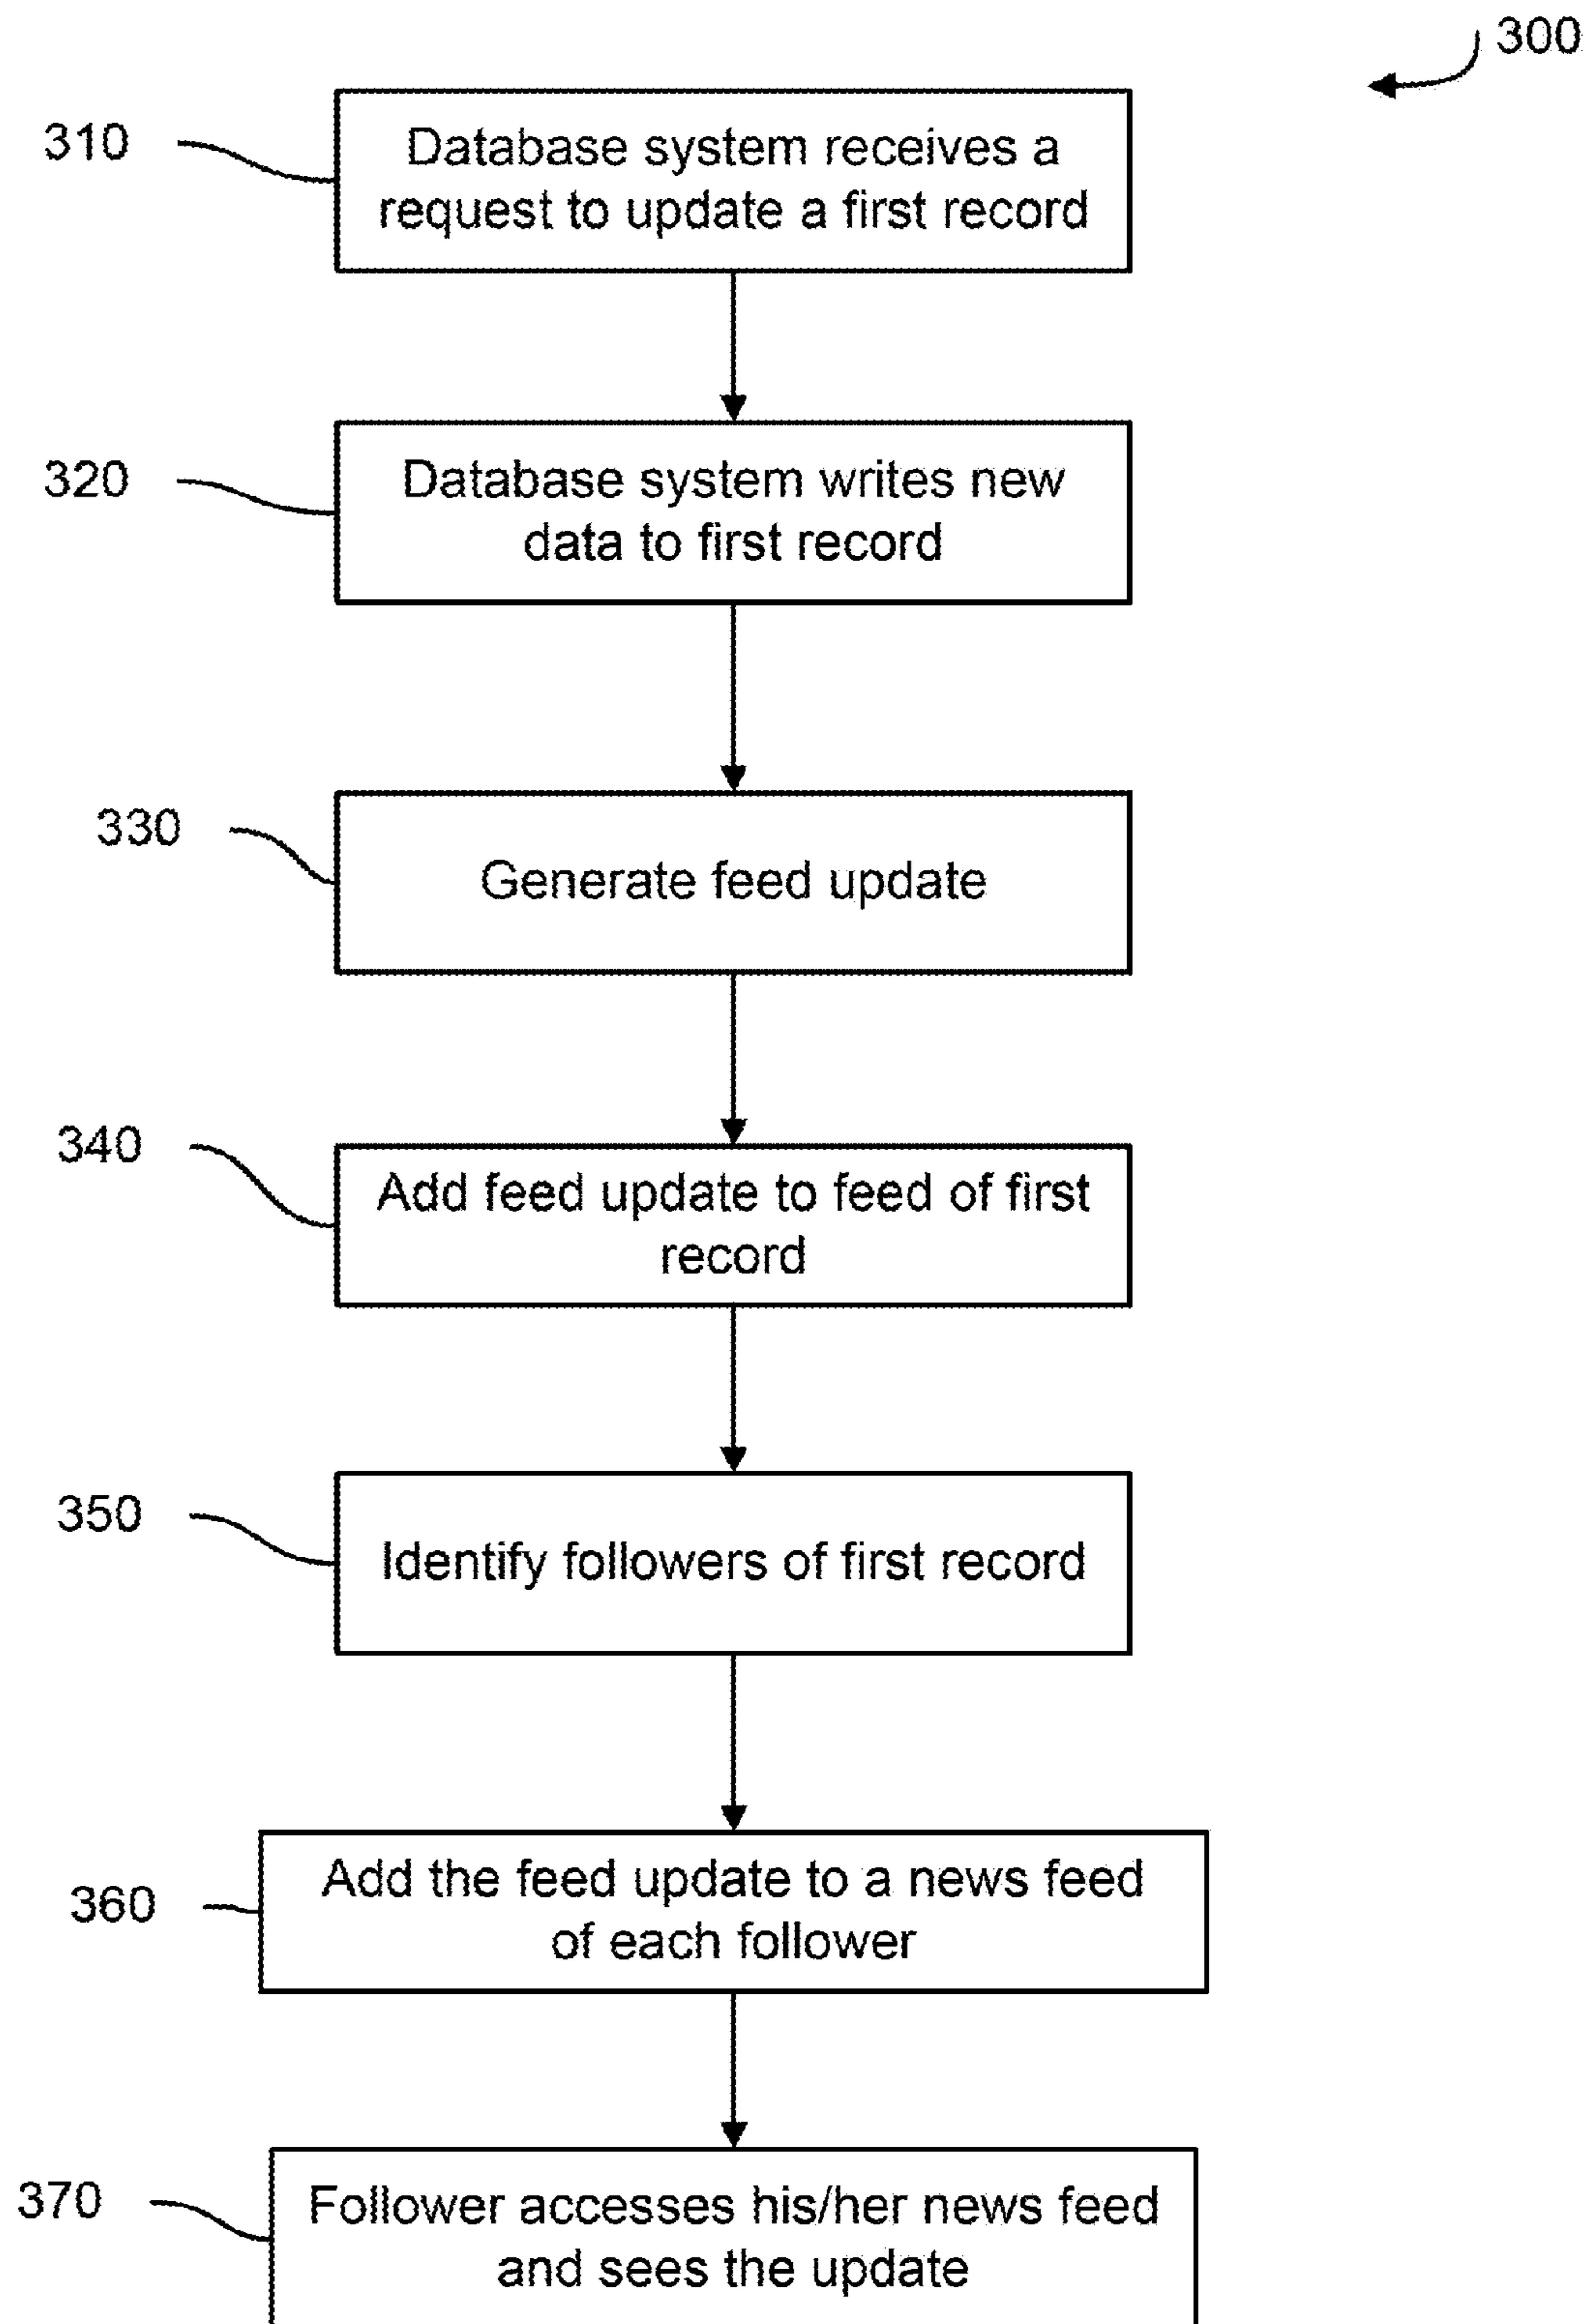 300
310
Database system receives a
request to update a first record
320
Database system writes new
data to first record
330
Generate feed update
340
Add feed update to feed of first
record
350
Identify followers of first record
360
Add the feed update to a news feed
of each follower
370
Follower accesses his/her news feed
and sees the update